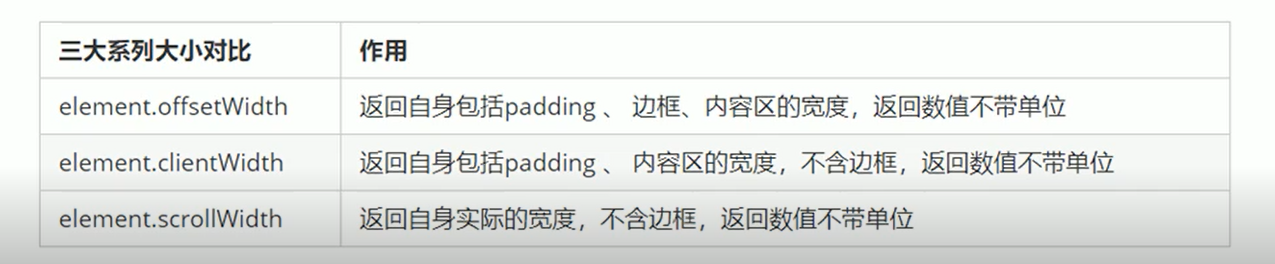 三大系列大小对比 作用
element.offsetWidth 返回自身包括padding 、 边框、内容区的宽度，返回数值不带单位
element.clientWidth 返回自身包括padding 、 内容区的宽度，不含边框，返回数值不带单位
element.scrollWidth 返回自身实际的宽度，不含边框，返回数值不带单位